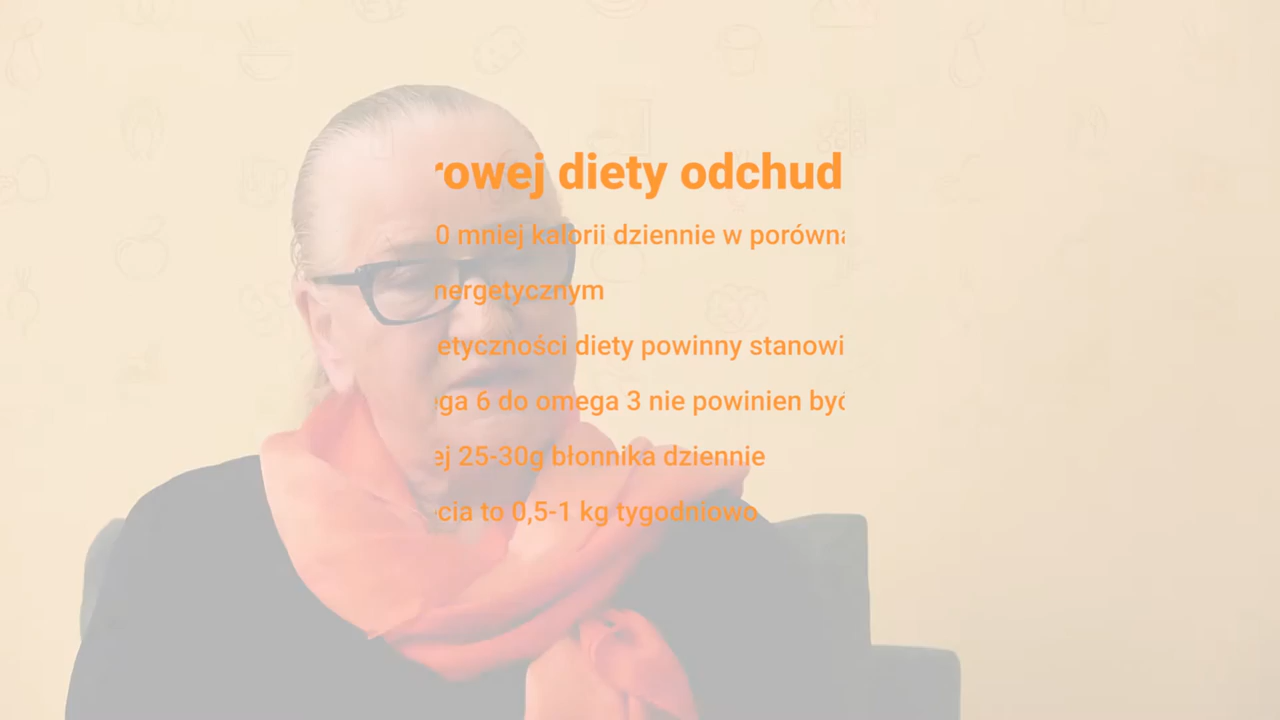 rowej diety odchud
0 mniej kalorii dziennie w porówna
nergetycznym
etyczności diety powinny stanowi
ga 6 do omega 3 nie powinien być
ej 25-30g błonnika dziennie
cia to 0,5-1 kg tygodniowo